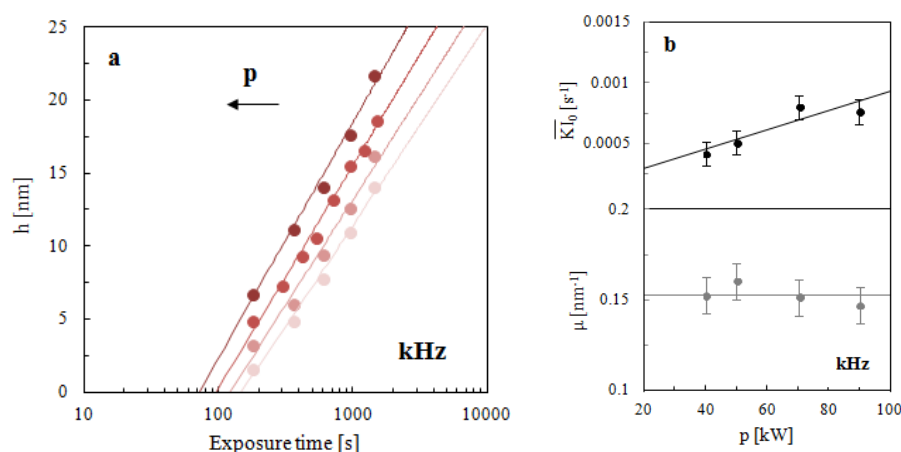 a
p
kHz
h [nm]
25
20
15
10
5
0
10
100
1000
10000
Exposure time [s]
b
K̅I̅₀ [s⁻¹]
0.0015
0.001
0.0005
0.2
μ [nm⁻¹]
0.15
0.1
kHz
20
40
60
80
100
p [kW]